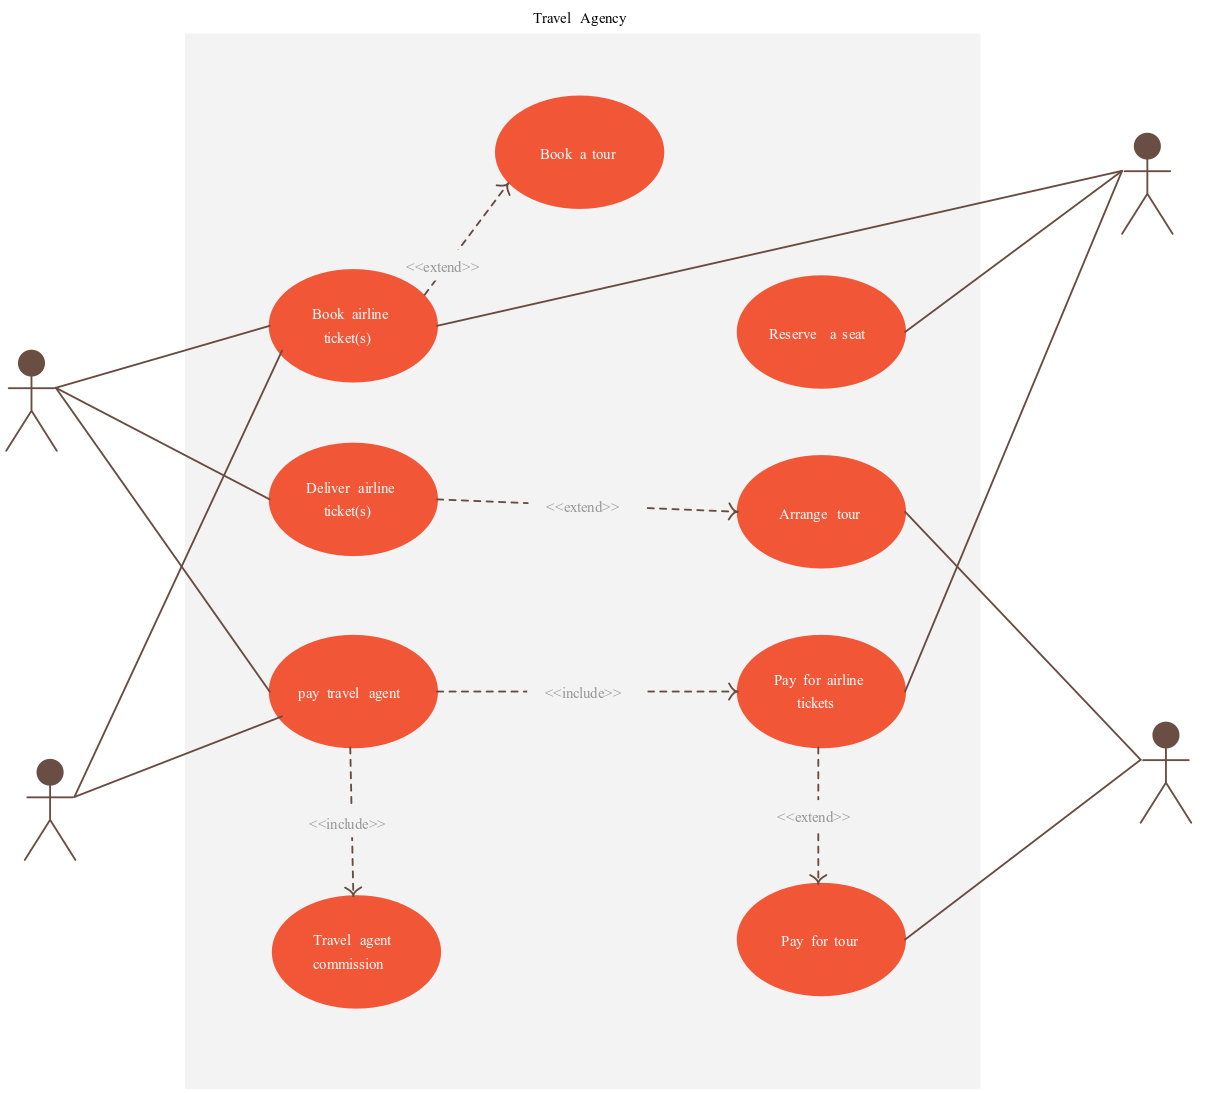 Travel Agency
Book a tour
<<extend>>
Book airline
ticket(s)
Reserve a seat
Deliver airline
ticket(s)
<<extend>>
Arrange tour
pay travel agent
<<include>>
Pay for airline
tickets
<<include>>
<<extend>>
Travel agent
commission
Pay for tour